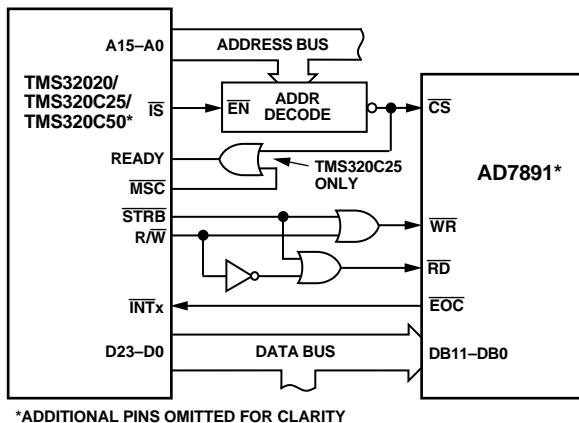 A15–A0
ADDRESS BUS
TMS32020/
TMS320C25/
TMS320C50*
IS
EN
ADDR
DECODE
CS
READY
TMS320C25
ONLY
AD7891*
MSC
STRB
R/W
WR
RD
INTx
EOC
D23–D0
DATA BUS
DB11–DB0
*ADDITIONAL PINS OMITTED FOR CLARITY